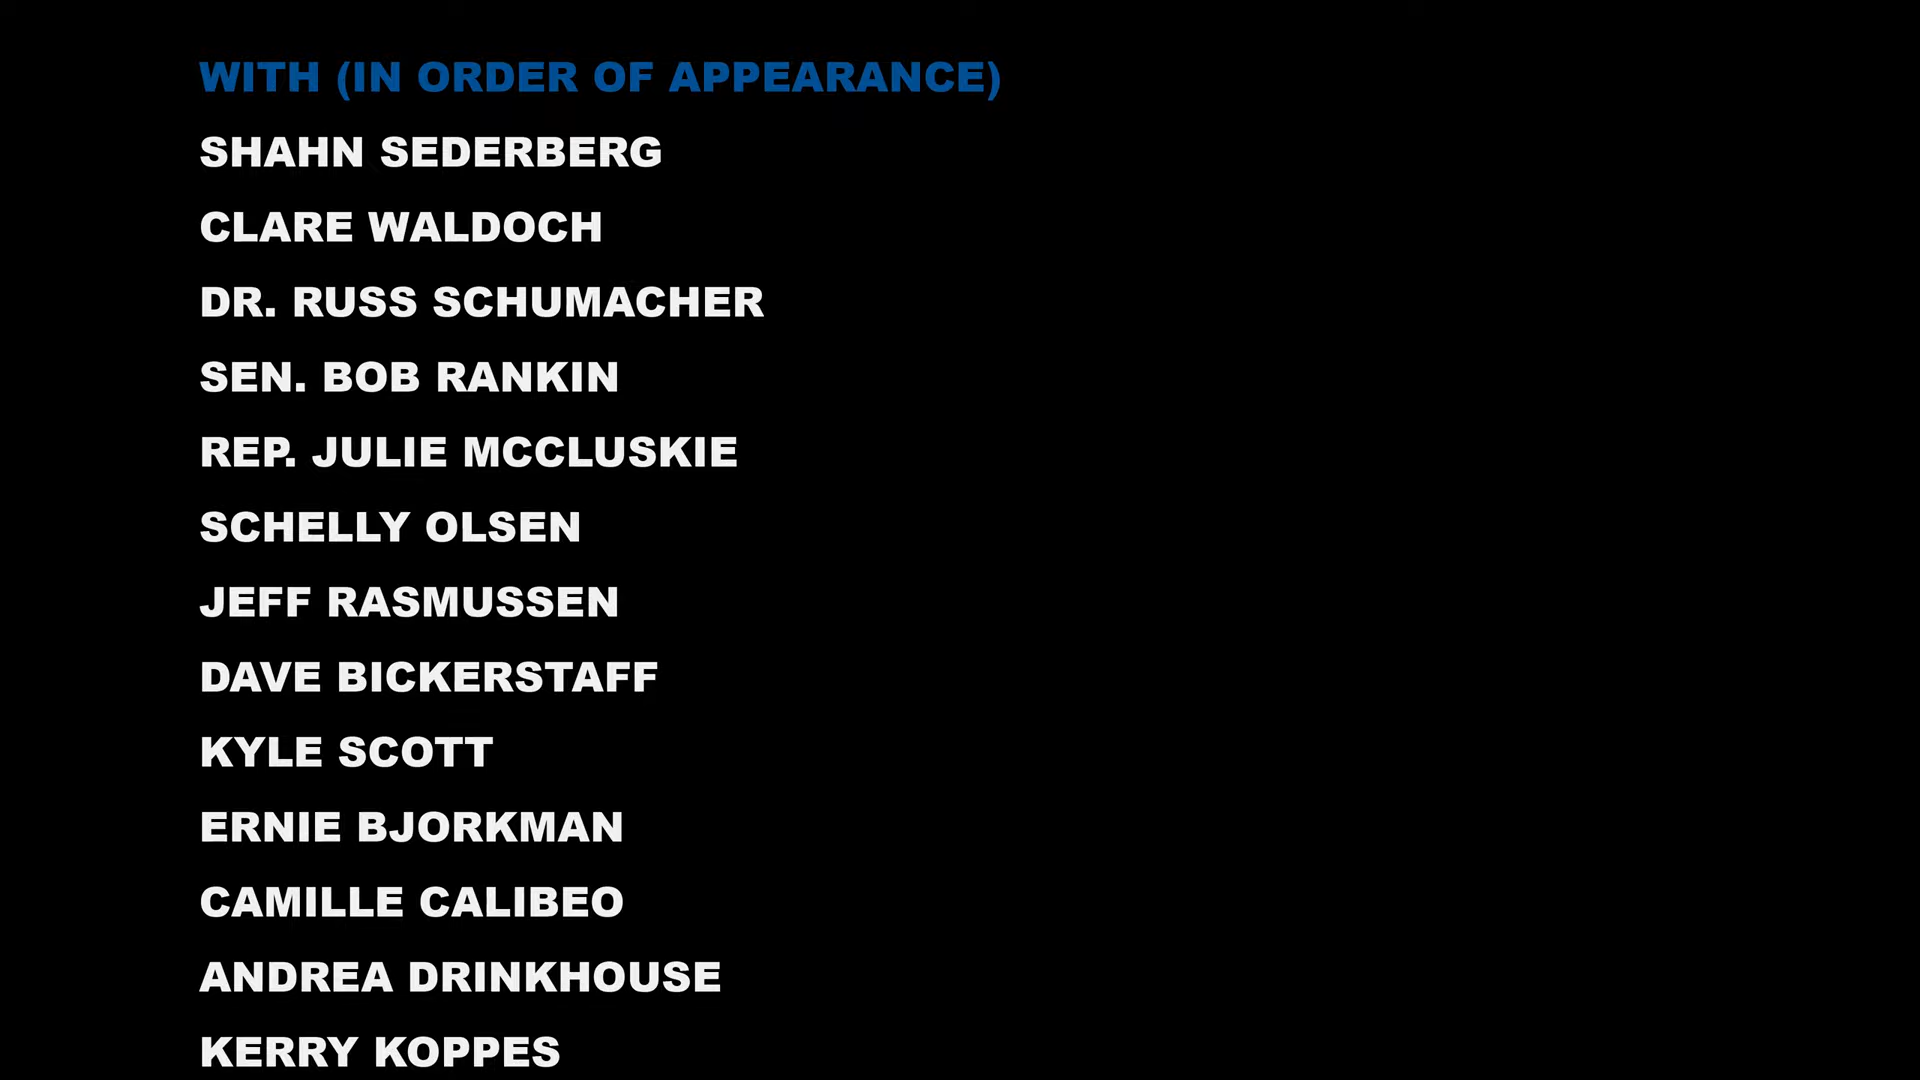 WITH (IN ORDER OF APPEARANCE)
SHAHN SEDERBERG
CLARE WALDOCH
DR. RUSS SCHUMACHER
SEN. BOB RANKIN
REP. JULIE MCCLUSKIE
SCHELLY OLSEN
JEFF RASMUSSEN
DAVE BICKERSTAFF
KYLE SCOTT
ERNIE BJORKMAN
CAMILLE CALIBEO
ANDREA DRINKHOUSE
KERRY KOPPES